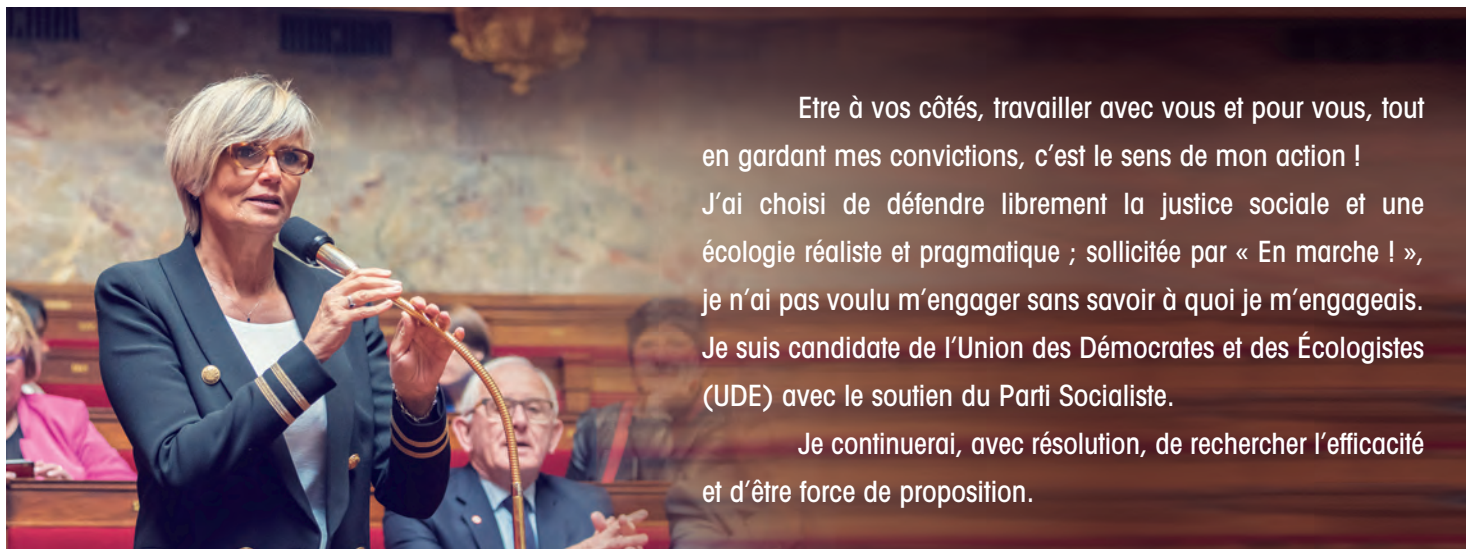 Etre à vos côtés, travailler avec vous et pour vous, tout
en gardant mes convictions, c’est le sens de mon action !
J’ai choisi de défendre librement la justice sociale et une
écologie réaliste et pragmatique ; sollicitée par « En marche ! »,
je n’ai pas voulu m’engager sans savoir à quoi je m’engageais.
Je suis candidate de l’Union des Démocrates et des Écologistes
(UDE) avec le soutien du Parti Socialiste.
Je continuerai, avec résolution, de rechercher l’efficacité
et d’être force de proposition.